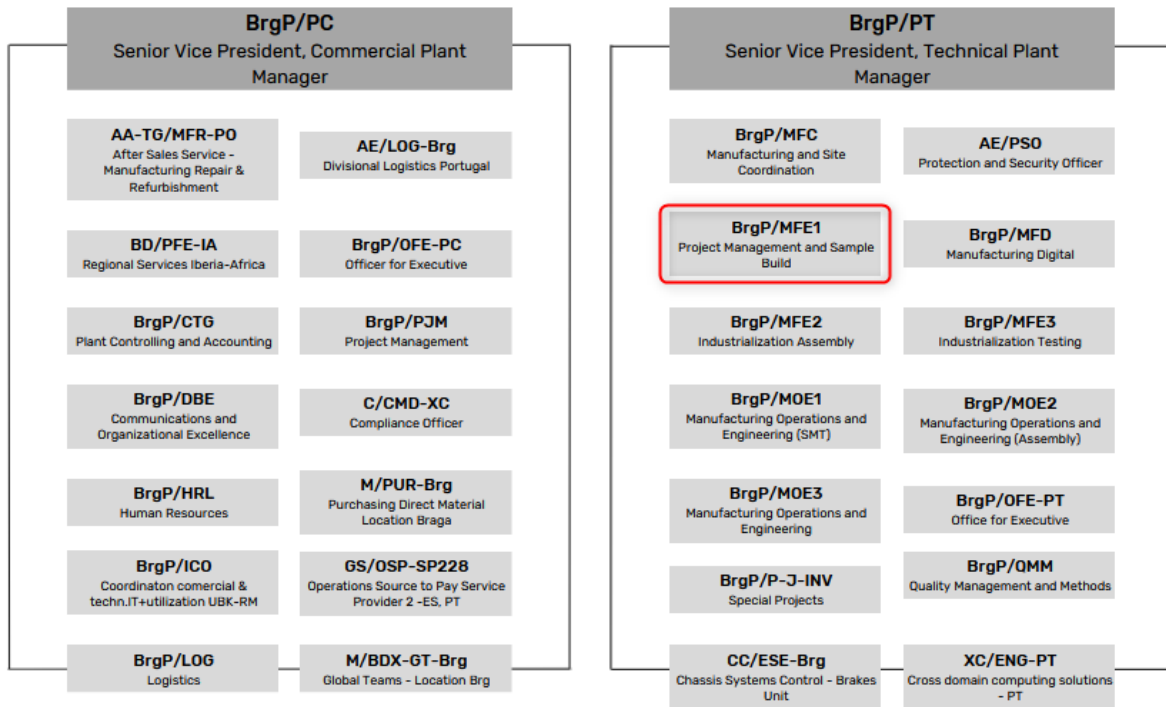 BrgP/PC
Senior Vice President, Commercial Plant
Manager
AA-TG/MFR-PO
After Sales Service -
Manufacturing Repair &
Refurbishment
AE/LOG-Brg
Divisional Logistics Portugal
BD/PFE-IA
Regional Services Iberia-Africa
BrgP/OFE-PC
Officer for Executive
BrgP/CTG
Plant Controlling and Accounting
BrgP/PJM
Project Management
BrgP/DBE
Communications and
Organizational Excellence
C/CMD-XC
Compliance Officer
BrgP/HRL
Human Resources
M/PUR-Brg
Purchasing Direct Material
Location Braga
BrgP/ICO
Coordinaton comercial &
techn.IT+utilization UBK-RM
GS/OSP-SP228
Operations Source to Pay Service
Provider 2 -ES, PT
BrgP/LOG
Logistics
M/BDX-GT-Brg
Global Teams - Location Brg
BrgP/PT
Senior Vice President, Technical Plant
Manager
BrgP/MFC
Manufacturing and Site
Coordination
AE/PSO
Protection and Security Officer
BrgP/MFE1
Project Management and Sample
Build
BrgP/MFD
Manufacturing Digital
BrgP/MFE2
Industrialization Assembly
BrgP/MFE3
Industrialization Testing
BrgP/MOE1
Manufacturing Operations and
Engineering (SMT)
BrgP/MOE2
Manufacturing Operations and
Engineering (Assembly)
BrgP/MOE3
Manufacturing Operations and
Engineering
BrgP/OFE-PT
Office for Executive
BrgP/P-J-INV
Special Projects
BrgP/QMM
Quality Management and Methods
CC/ESE-Brg
Chassis Systems Control - Brakes
Unit
XC/ENG-PT
Cross domain computing solutions
- PT